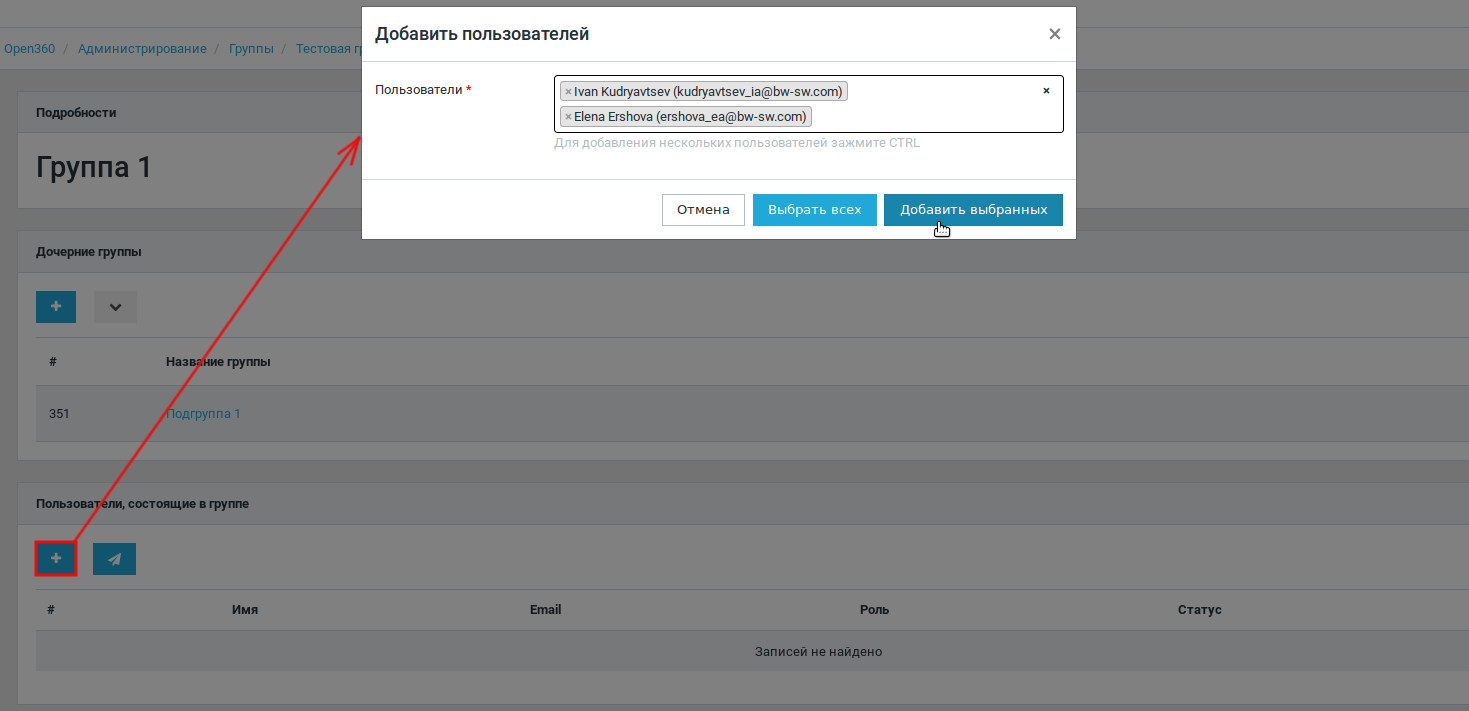 Добавить пользователей ×
Open360 / Администрирование / Группы / Тестовая гр
Пользователи *
×Ivan Kudryavtsev (kudryavtsev_ia@bw-sw.com) ×
×Elena Ershova (ershova_ea@bw-sw.com)
Для добавления нескольких пользователей зажмите CTRL
Отмена Выбрать всех Добавить выбранных
Подробности
Группа 1
Дочерние группы
# Название группы
351 Подгруппа 1
Пользователи, состоящие в группе
# Имя Email Роль Статус
Записей не найдено